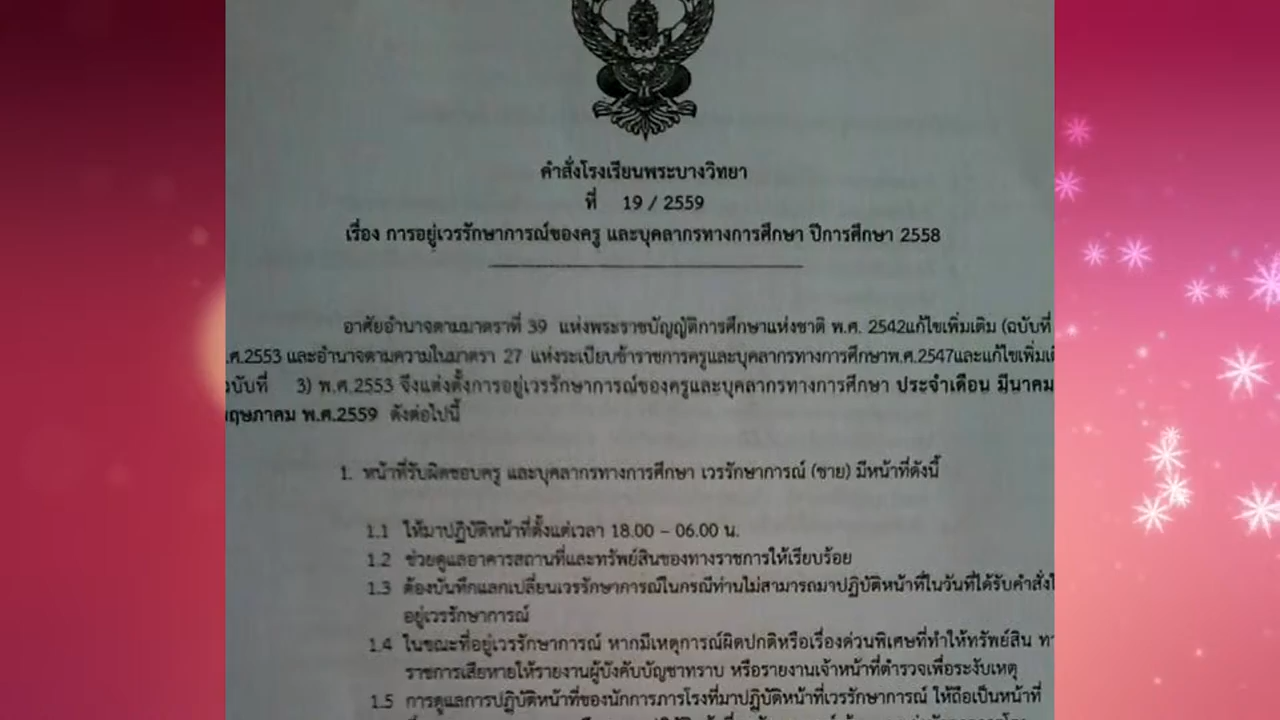 คำสั่งโรงเรียนพระบางวิทยา
ที่ 19 / 2559
เรื่อง การอยู่เวรรักษาการณ์ของครู และบุคลากรทางการศึกษา ปีการศึกษา 2558
อาศัยอำนาจตามมาตราที่ 39 แห่งพระราชบัญญัติการศึกษาแห่งชาติ พ.ศ. 2542แก้ไขเพิ่มเติม (ฉบับที่
.ศ.2553 และอำนาจตามความในมาตรา 27 แห่งระเบียบข้าราชการครูและบุคลากรทางการศึกษาพ.ศ.2547และแก้ไขเพิ่มเติ
ฉบับที่ 3) พ.ศ.2553 จึงแต่งตั้งการอยู่เวรรักษาการณ์ของครูและบุคลากรทางการศึกษา ประจำเดือน มีนาคม
พฤษภาคม พ.ศ.2559 ดังต่อไปนี้
1. หน้าที่รับผิดชอบครู และบุคลากรทางการศึกษา เวรรักษาการณ์ (ชาย) มีหน้าที่ดังนี้
1.1 ให้มาปฏิบัติหน้าที่ตั้งแต่เวลา 18.00 – 06.00 น.
1.2 ช่วยดูแลอาคารสถานที่และทรัพย์สินของทางราชการให้เรียบร้อย
1.3 ต้องบันทึกแลกเปลี่ยนเวรรักษาการณ์ในกรณีท่านไม่สามารถมาปฏิบัติหน้าที่ในวันที่ได้รับคำสั่งใ
อยู่เวรรักษาการณ์
1.4 ในขณะที่อยู่เวรรักษาการณ์ หากมีเหตุการณ์ผิดปกติหรือเรื่องด่วนพิเศษที่ทำให้ทรัพย์สิน ทา
ราชการเสียหายให้รายงานผู้บังคับบัญชาทราบ หรือรายงานเจ้าหน้าที่ตำรวจเพื่อระงับเหตุ
1.5 การดูแลการปฏิบัติหน้าที่ของนักการภารโรงที่มาปฏิบัติหน้าที่เวรรักษาการณ์ ให้ถือเป็นหน้าที่